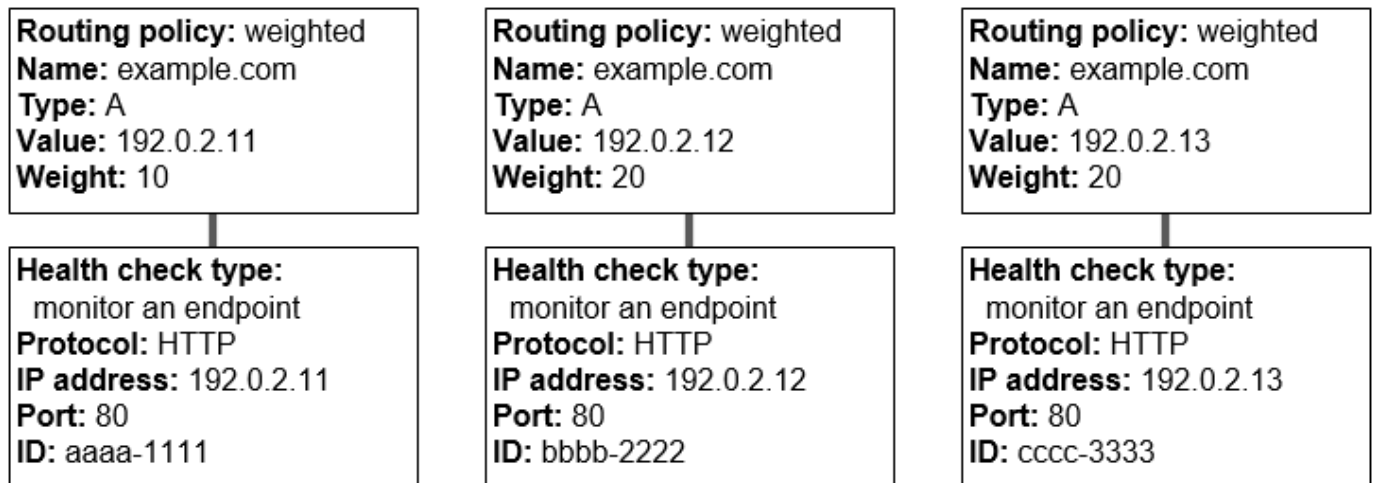 Routing policy: weighted
Name: example.com
Type: A
Value: 192.0.2.11
Weight: 10
Health check type:
monitor an endpoint
Protocol: HTTP
IP address: 192.0.2.11
Port: 80
ID: aaaa-1111
Routing policy: weighted
Name: example.com
Type: A
Value: 192.0.2.12
Weight: 20
Health check type:
monitor an endpoint
Protocol: HTTP
IP address: 192.0.2.12
Port: 80
ID: bbbb-2222
Routing policy: weighted
Name: example.com
Type: A
Value: 192.0.2.13
Weight: 20
Health check type:
monitor an endpoint
Protocol: HTTP
IP address: 192.0.2.13
Port: 80
ID: cccc-3333